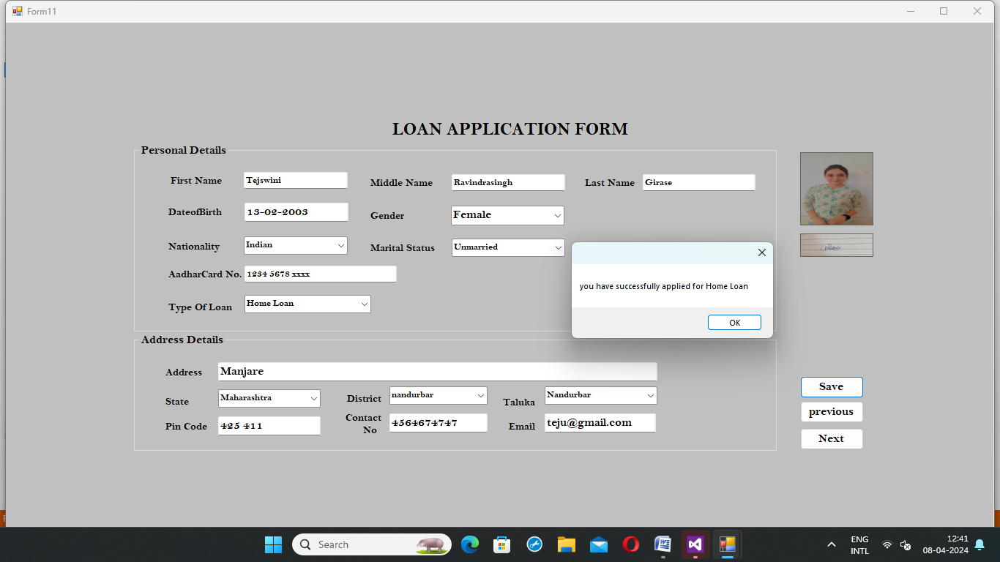 Form11
LOAN APPLICATION FORM
Personal Details
First Name Tejswini Middle Name Ravindrasingh Last Name Girase
DateofBirth 13-02-2003 Gender Female
Nationality Indian Marital Status Unmarried
AadharCard No. 1234 5678 xxxx
Type Of Loan Home Loan
you have successfully applied for Home Loan
OK
Address Details
Address Manjare
State Maharashtra District nandurbar Taluka Nandurbar
Pin Code 425 411 Contact No 4564674747 Email teju@gmail.com
Save
previous
Next
Search
ENG
INTL
12:41
08-04-2024